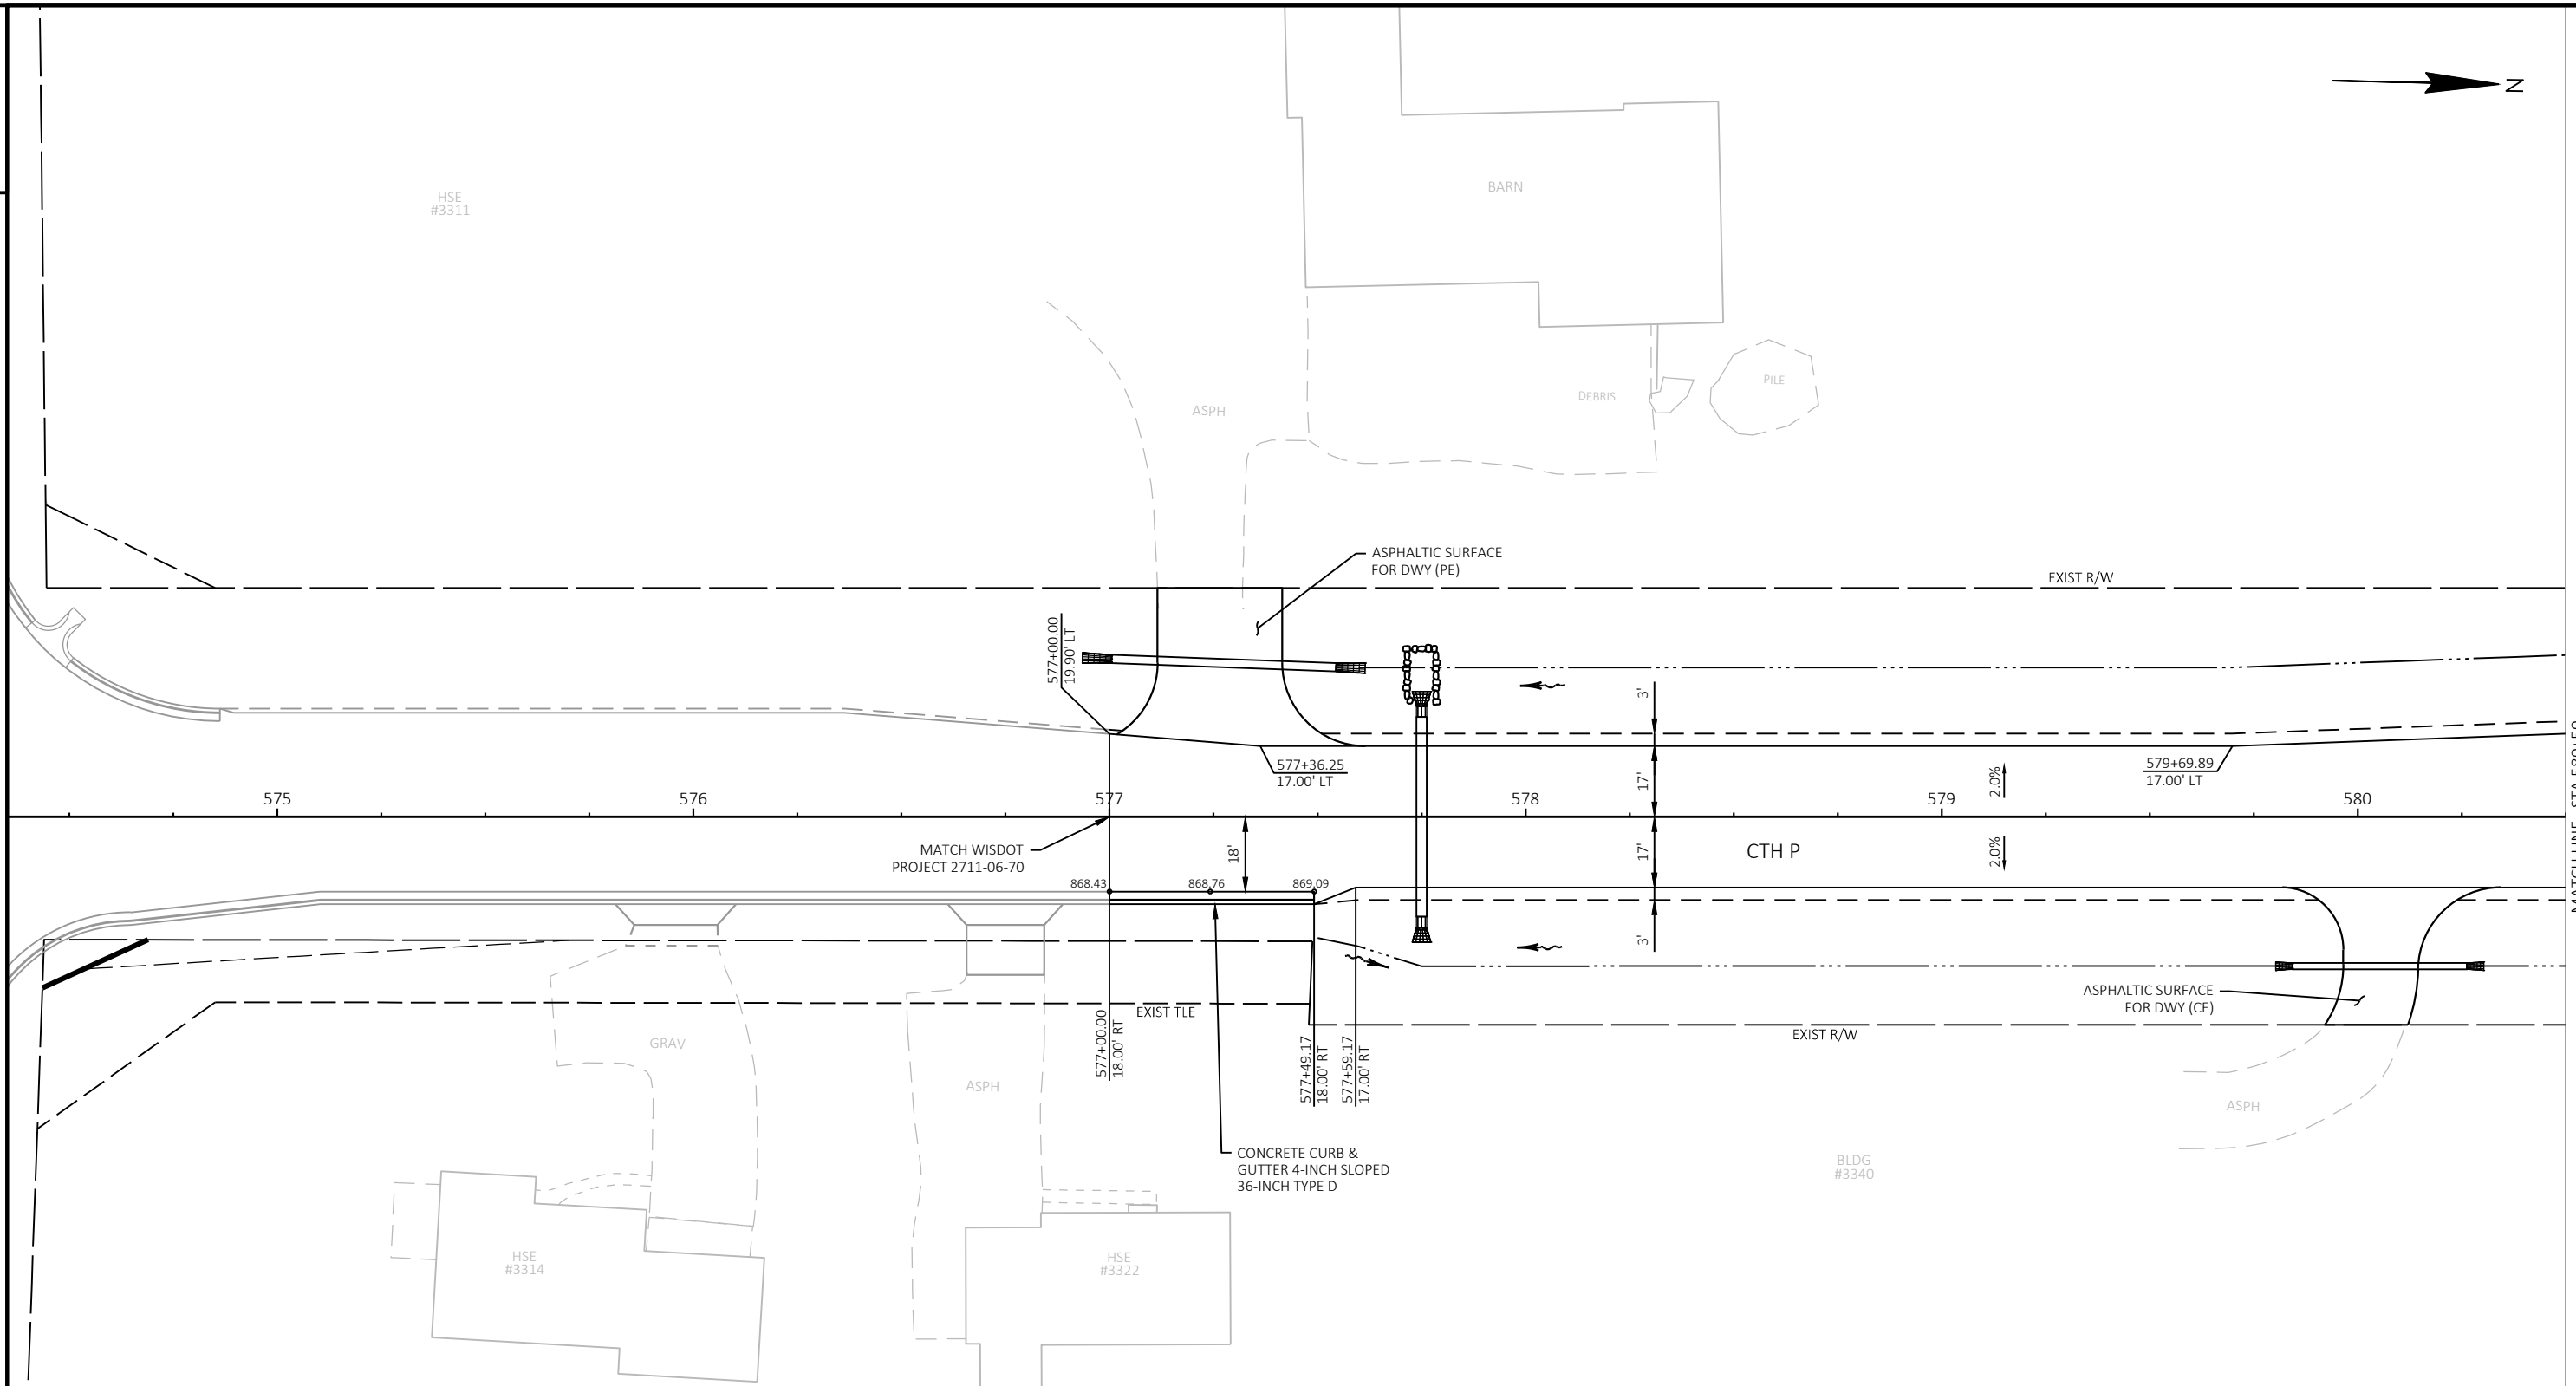 N
HSE
#3311
BARN
PILE
DEBRIS
ASPH
ASPHALTIC SURFACE
FOR DWY (PE)
EXIST R/W
577+00.00
19.90' LT
3'
577+36.25
17.00' LT
17'
579+69.89
17.00' LT
2.0%
575
576
577
578
579
580
MATCH WISDOT
PROJECT 2711-06-70
18'
17'
CTH P
2.0%
868.43
868.76
869.09
3'
ASPHALTIC SURFACE
FOR DWY (CE)
EXIST TLE
EXIST R/W
GRAV
577+00.00
18.00' RT
577+49.17
18.00' RT
577+59.17
17.00' RT
ASPH
ASPH
CONCRETE CURB &
GUTTER 4-INCH SLOPED
36-INCH TYPE D
BLDG
#3340
HSE
#3314
HSE
#3322